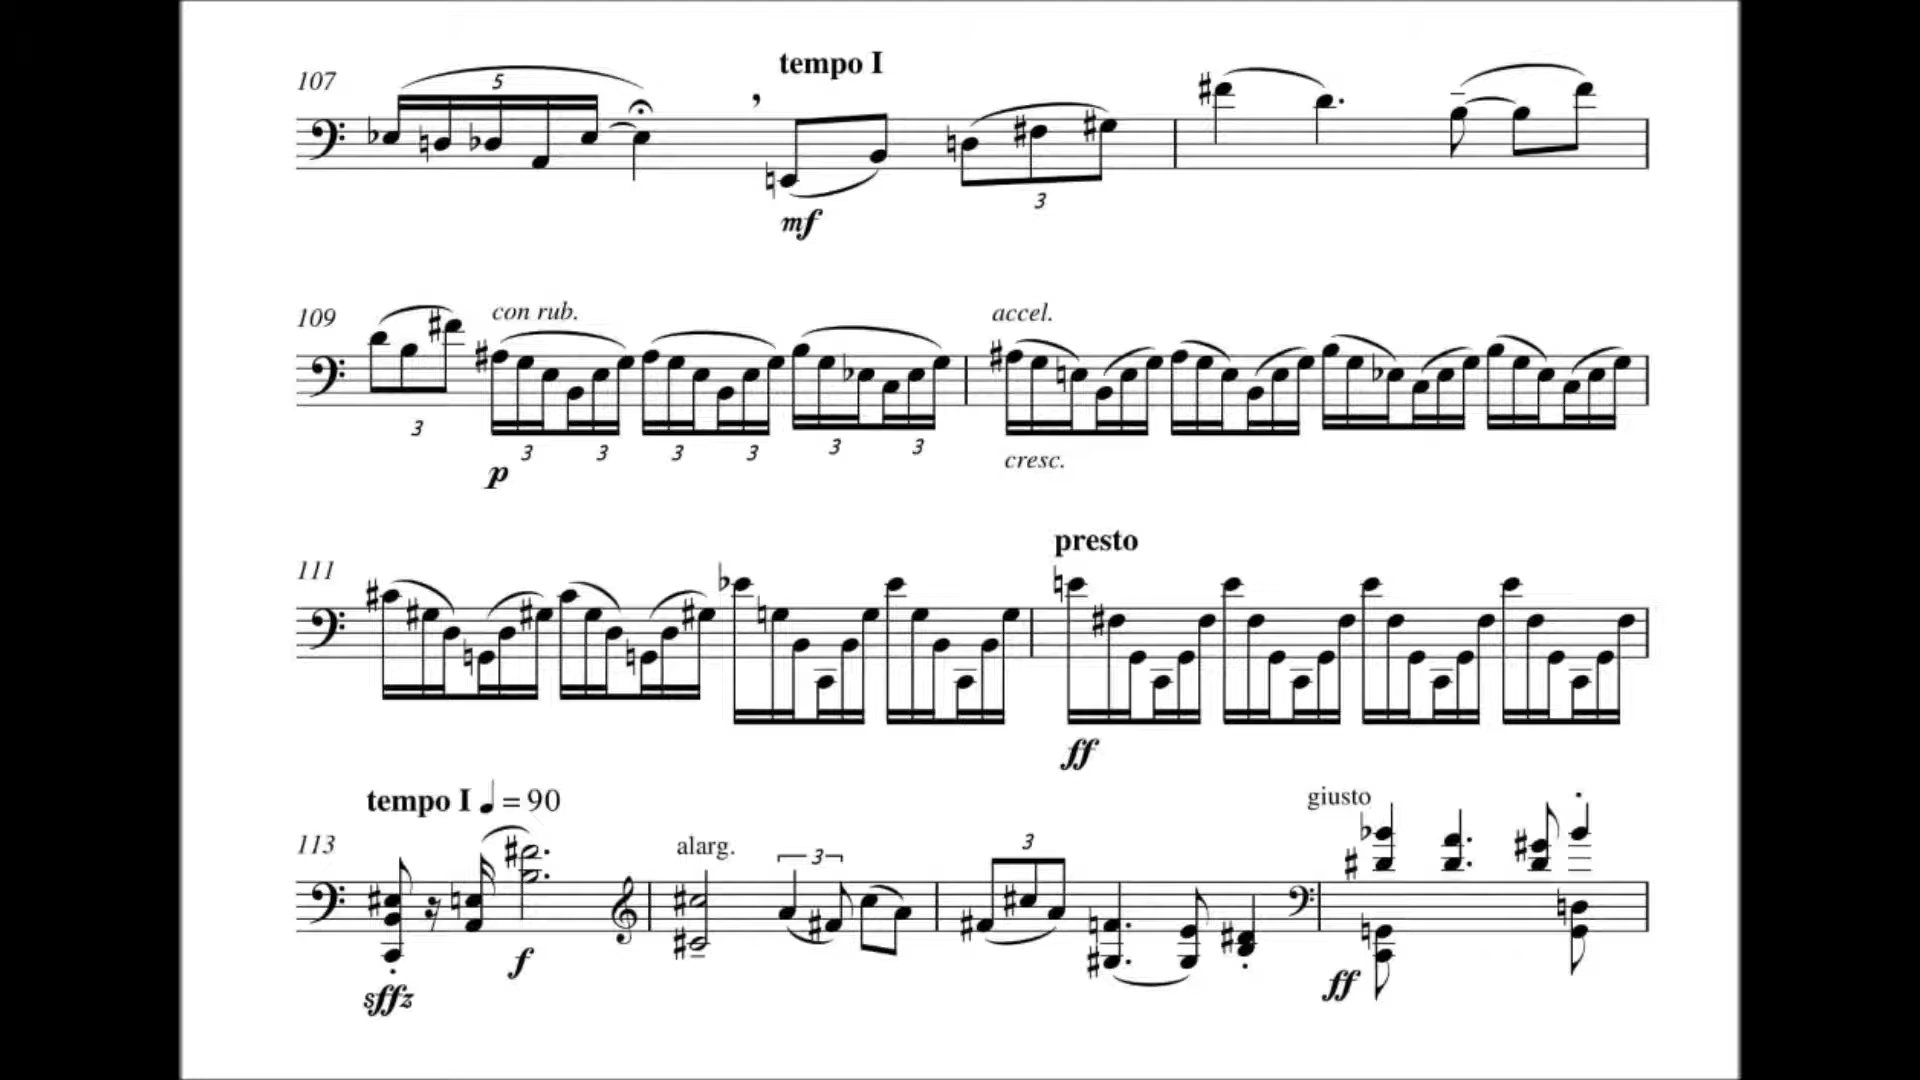 107 5 tempo I
3
mf
109 con rub. accel.
3 3 3 3 3 3 3
p cresc.
presto
111
ff
tempo I ♩ = 90 giusto
113 alarg. 3 3
f
sffz ff